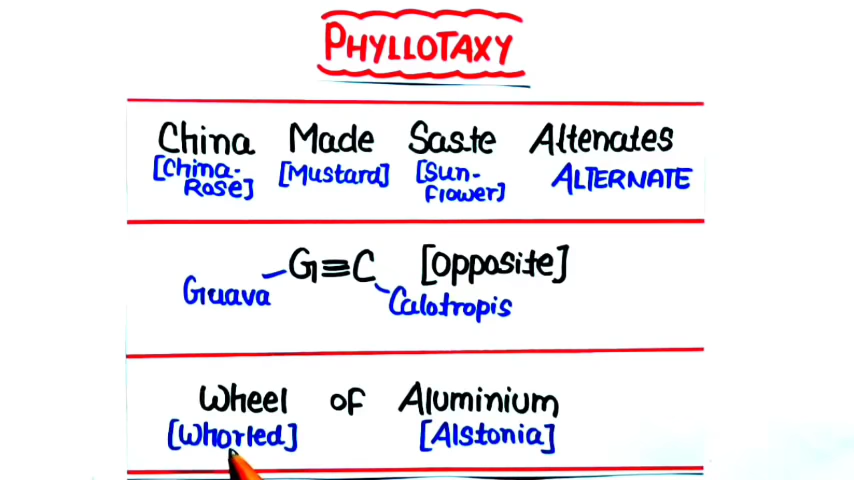 PHYLLOTAXY
China Made Saste Altenates
[China- [Mustard] [Sun- ALTERNATE
Rose] flower]
G≡C [opposite]
Guava Calotropis
Wheel of Aluminium
[Whorled] [Alstonia]